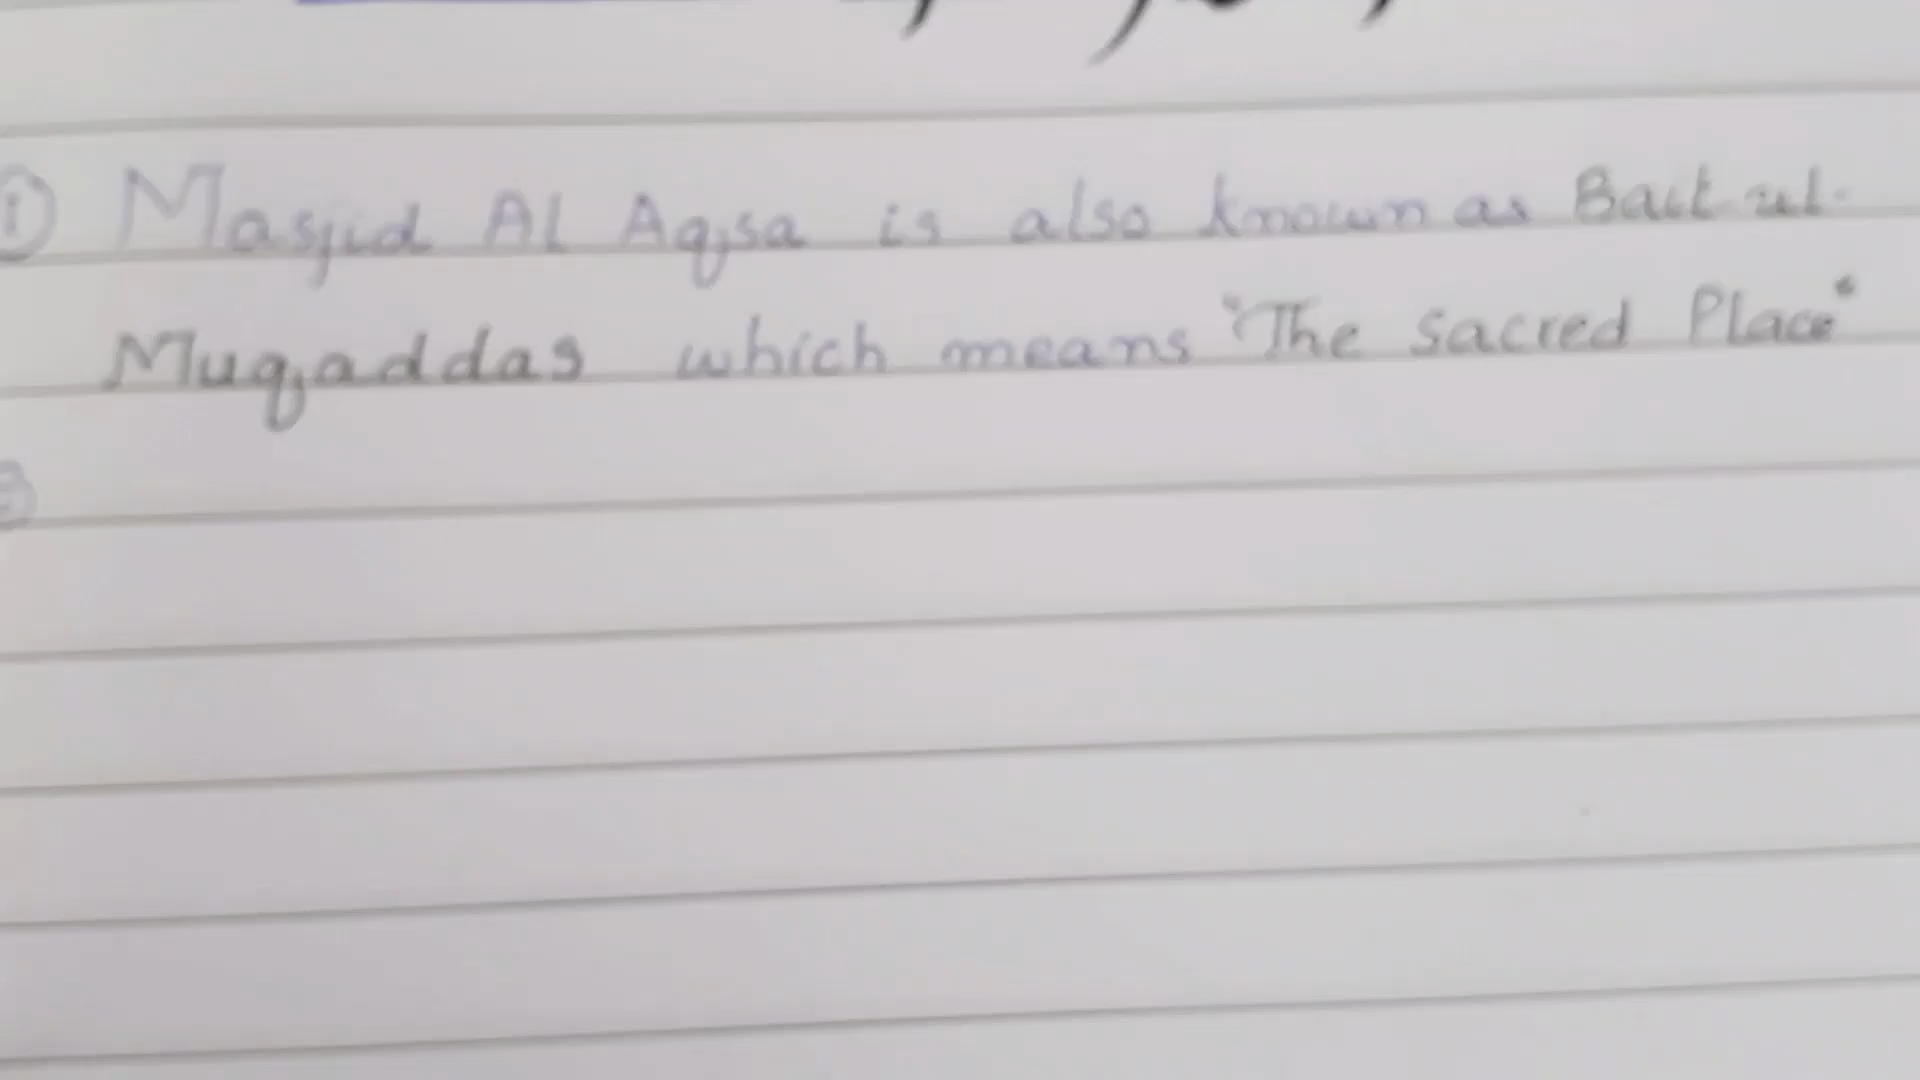 ① Masjid Al Aqsa is also known as Bait ul-
Muqaddas which means "The Sacred Place"